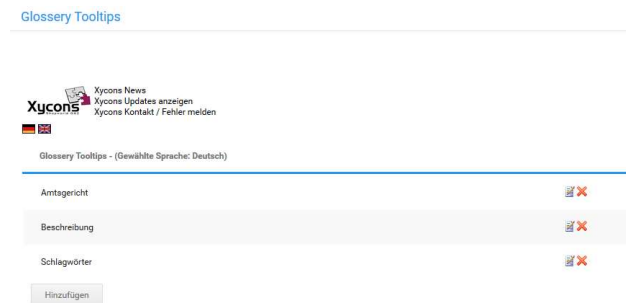 Glossery Tooltips
Xycons
Xycons News
Xycons Updates anzeigen
Xycons Kontakt / Fehler melden
Glossery Tooltips - (Gewählte Sprache: Deutsch)
Amtsgericht
Beschreibung
Schlagwörter
Hinzufügen